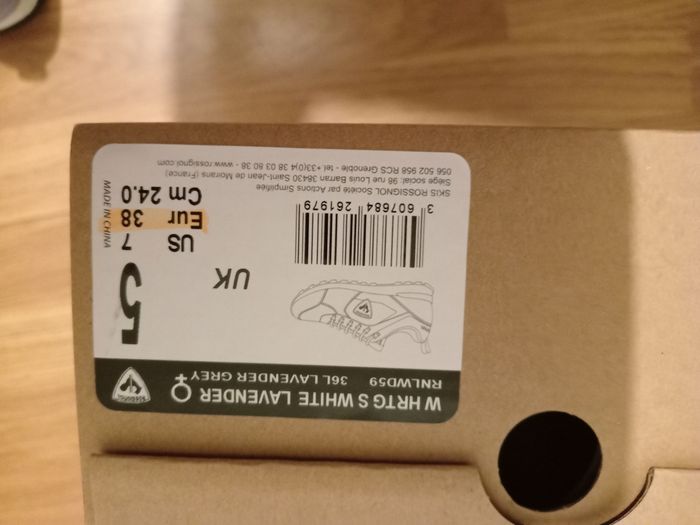 W HRTG S WHITE LAVENDER
RNLWD59 36L LAVENDER GREY
ROSSIGNOL
UK
5
US 7
Eur 38
Cm 24.0
MADE IN CHINA
3 607684 261979
SKIS ROSSIGNOL Société par Actions Simplifiée
Siège social: 98 rue Louis Barran 38430 Saint-Jean de Moirans (France)
056 502 958 RCS Grenoble - tel +33(0)4 38 03 80 38 - www.rossignol.com